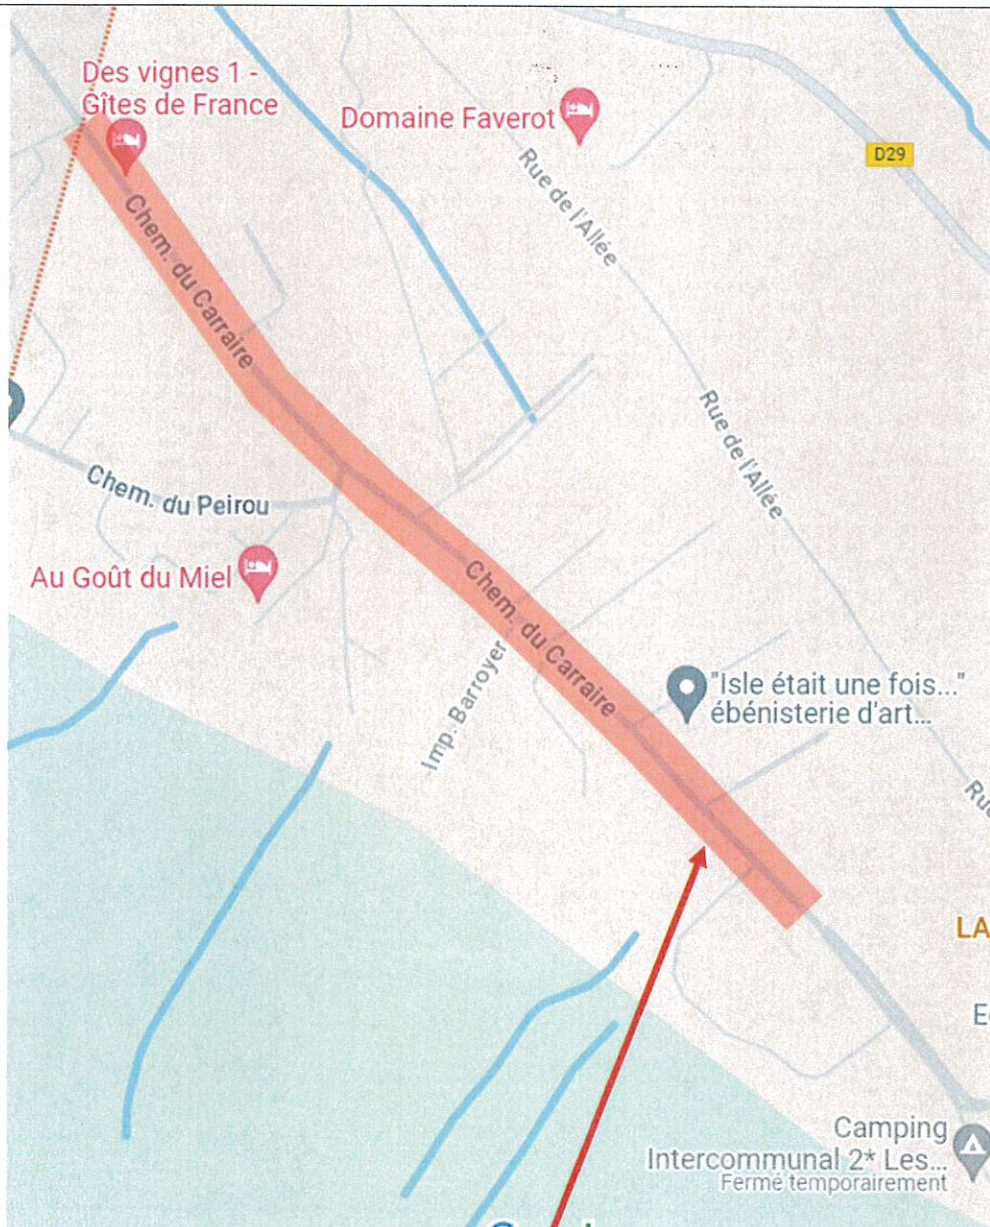 Des vignes 1 -
Gîtes de France
Domaine Faverot
D29
Rue de l'Allée
Chem. du Carraire
Rue de l'Allée
Chem. du Peirou
Au Goût du Miel
Chem. du Carraire
Imp. Barroyer
"Isle était une fois..."
ébénisterie d'art...
Camping
Intercommunal 2* Les...
Fermé temporairement